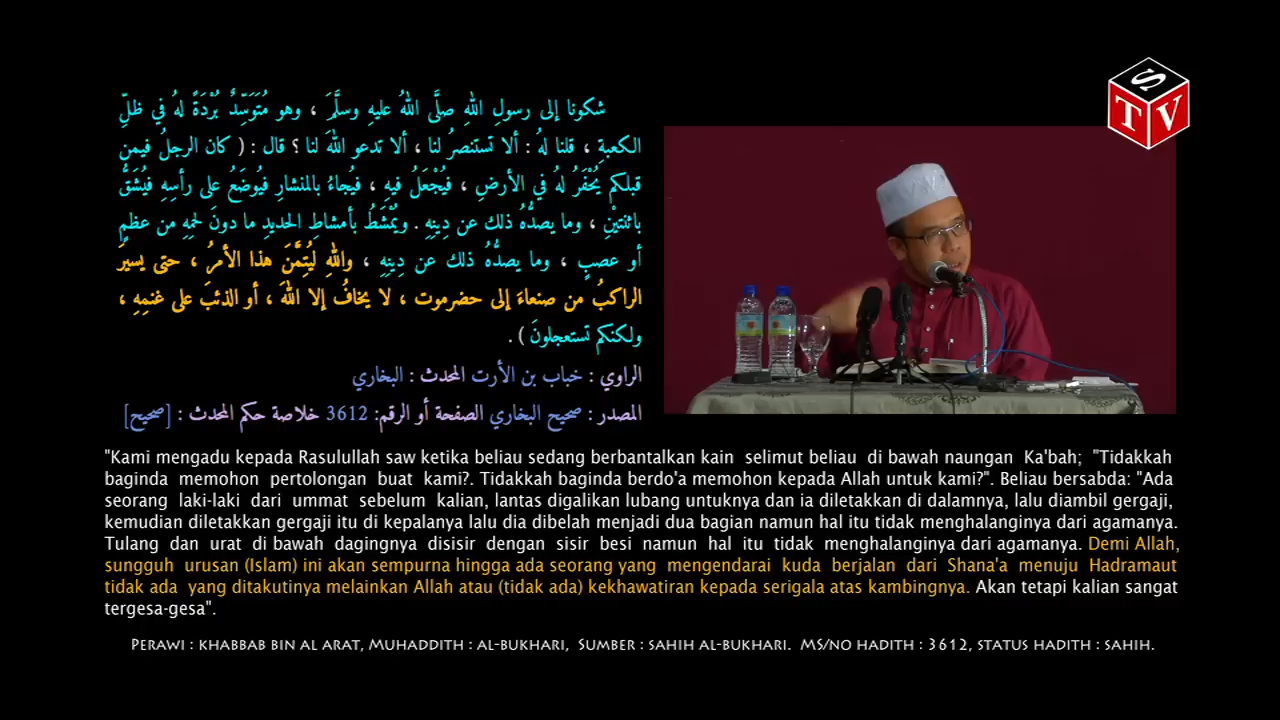 S
T V
شكونا إلى رسولِ اللهِ صلَّى اللهُ عليهِ وسلَّمَ ، وهو مُتَوَسِّدٌ بُرْدَةً لهُ في ظلِّ
الكعبةِ ، قلنا لهُ : ألا تستنصرُ لنا ، ألا تدعو اللهَ لنا ؟ قال : ( كان الرجلُ فيمن
قبلكم يُحْفَرُ لهُ في الأرضِ ، فيُجْعَلُ فيهِ ، فيُجاءُ بالمنشارِ فيُوضَعُ على رأسِهِ فيُشَقُّ
باثنتيْنِ ، وما يصدُّهُ ذلك عن دِينِهِ . ويُمْشَطُ بأمشاطِ الحديدِ ما دونَ لحمِهِ من عظمٍ
أو عصبٍ ، وما يصدُّهُ ذلك عن دِينِهِ ، واللهِ لَيُتِمَّنَّ هذا الأمرُ ، حتى يسيرَ
الراكبُ من صنعاءَ إلى حضرموت ، لا يخافُ إلا اللهَ ، أو الذئبَ على غنمِهِ ،
ولكنكم تستعجلونَ ) .
الراوي : خباب بن الأرت المحدث : البخاري
المصدر : صحيح البخاري الصفحة أو الرقم: 3612 خلاصة حكم المحدث : [صحيح]
"Kami mengadu kepada Rasulullah saw ketika beliau sedang berbantalkan kain selimut beliau di bawah naungan Ka'bah; "Tidakkah
baginda memohon pertolongan buat kami?. Tidakkah baginda berdo'a memohon kepada Allah untuk kami?". Beliau bersabda: "Ada
seorang laki-laki dari ummat sebelum kalian, lantas digalikan lubang untuknya dan ia diletakkan di dalamnya, lalu diambil gergaji,
kemudian diletakkan gergaji itu di kepalanya lalu dia dibelah menjadi dua bagian namun hal itu tidak menghalanginya dari agamanya.
Tulang dan urat di bawah dagingnya disisir dengan sisir besi namun hal itu tidak menghalanginya dari agamanya. Demi Allah,
sungguh urusan (Islam) ini akan sempurna hingga ada seorang yang mengendarai kuda berjalan dari Shana'a menuju Hadramaut
tidak ada yang ditakutinya melainkan Allah atau (tidak ada) kekhawatiran kepada serigala atas kambingnya. Akan tetapi kalian sangat
tergesa-gesa".
Perawi : khabbab bin al arat, Muhaddith : al-bukhari, Sumber : sahih al-bukhari. MS/no hadith : 3612, status hadith : sahih.